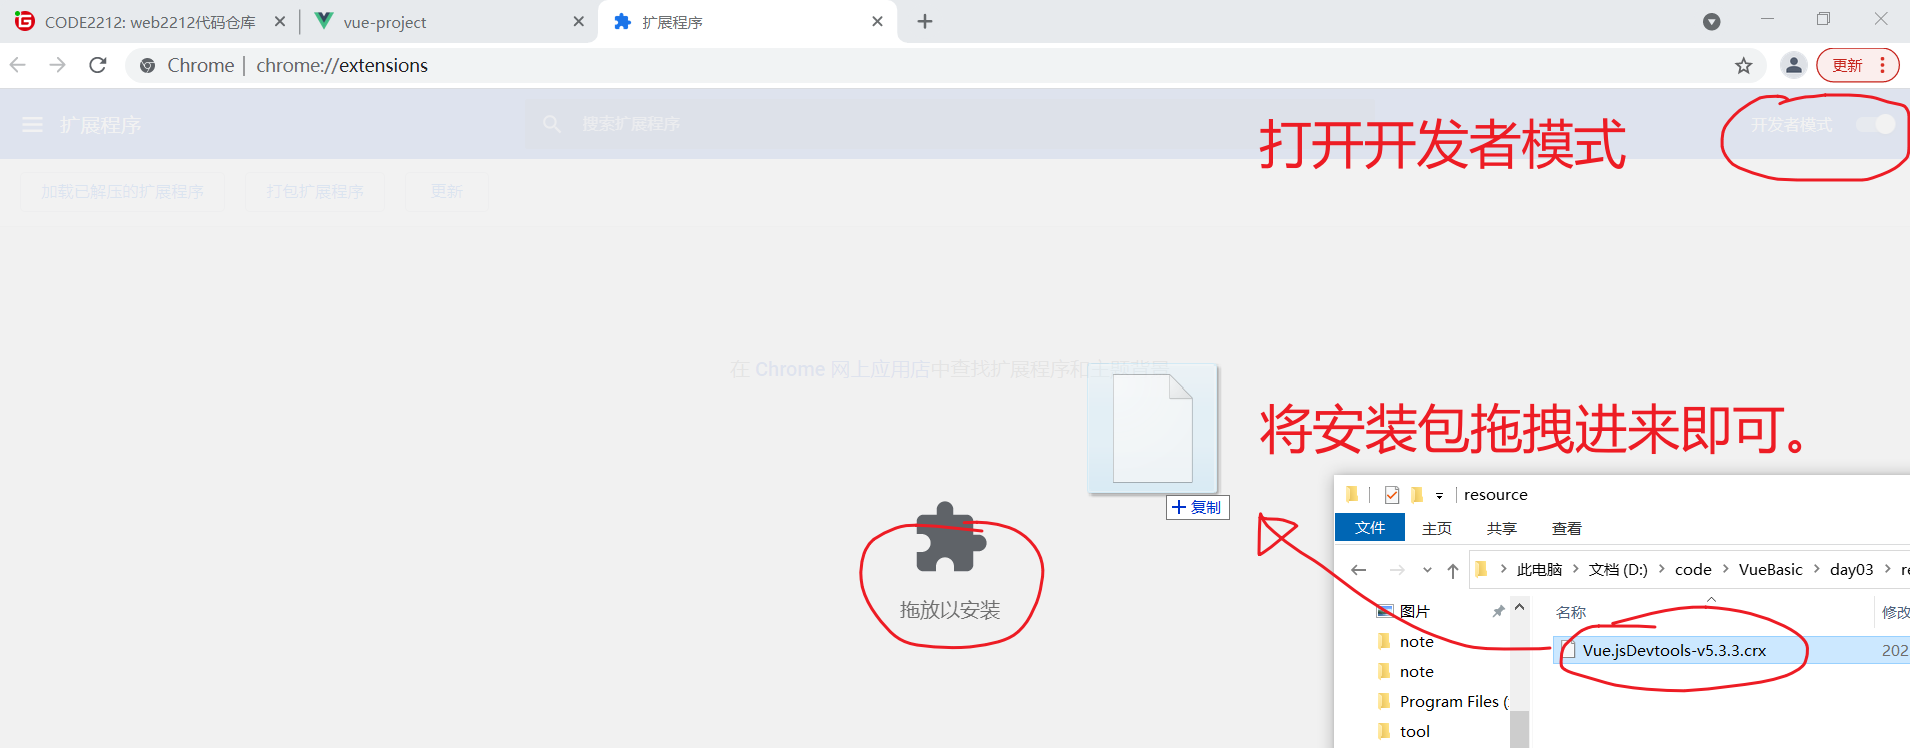 CODE2212: web2212代码仓库
vue-project
扩展程序
Chrome | chrome://extensions
更新
扩展程序
搜索扩展程序
开发者模式
打开开发者模式
加载已解压的扩展程序
打包扩展程序
更新
在 Chrome 网上应用店中查找扩展程序和主题背景
将安装包拖拽进来即可。
复制
拖放以安装
resource
文件 主页 共享 查看
此电脑 > 文档 (D:) > code > VueBasic > day03 > re
图片
名称
修改
note
Vue.jsDevtools-v5.3.3.crx
202
note
Program Files (
tool